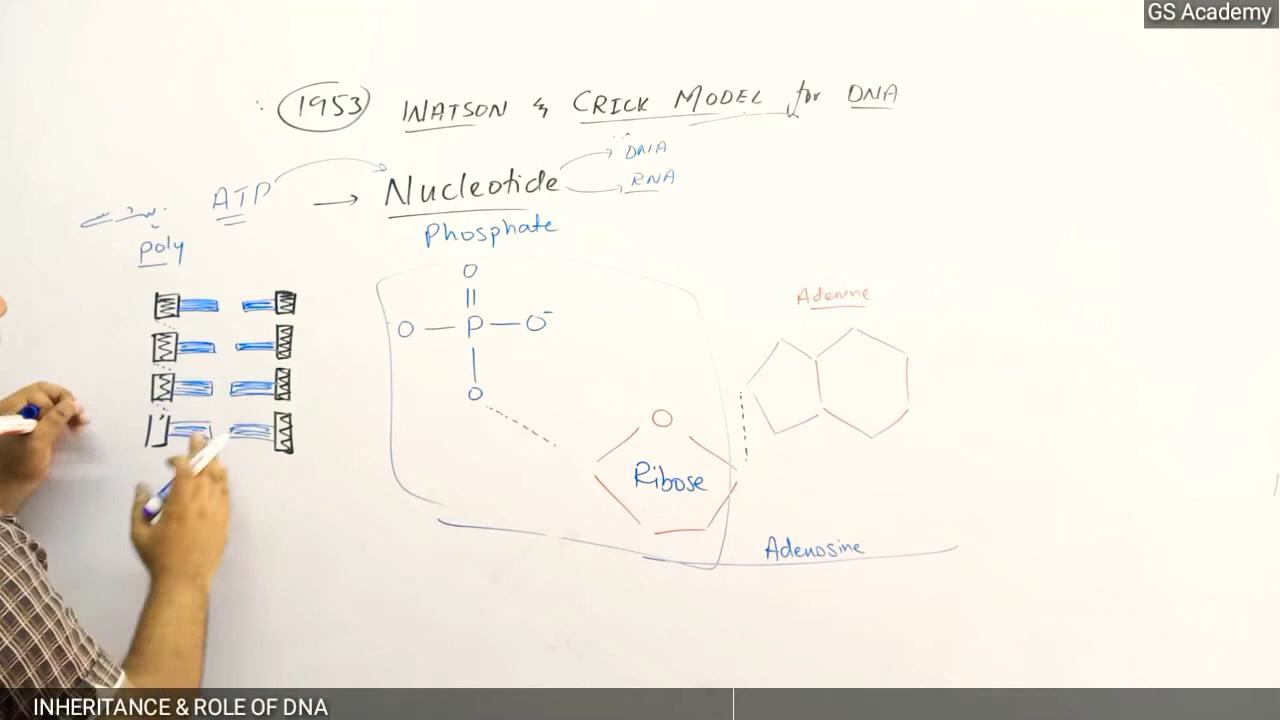 GS Academy
1953 WATSON & CRICK MODEL for DNA
DNA
ATP → Nucleotide
RNA
Poly
Phosphate
O
O — P — O⁻
O
Adenine
O
Ribose
Adenosine
INHERITANCE & ROLE OF DNA